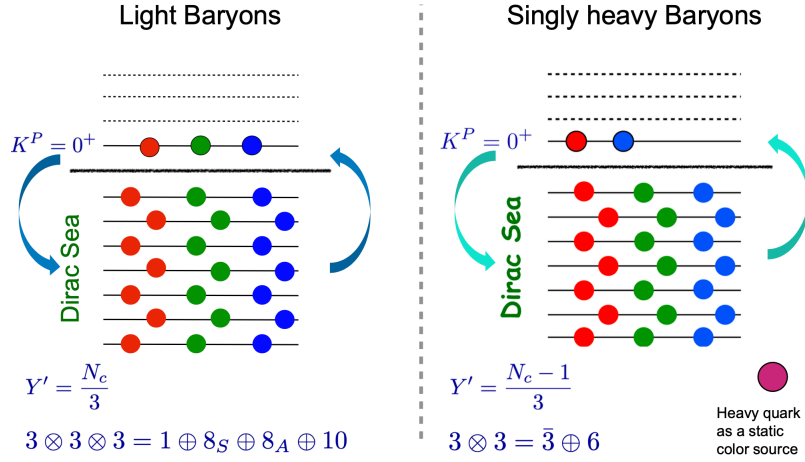 Light Baryons
Singly heavy Baryons
K^P = 0^+
K^P = 0^+
Dirac Sea
Dirac Sea
Y′ = N_c/3
Y′ = (N_c − 1)/3
3 ⊗ 3 ⊗ 3 = 1 ⊕ 8_S ⊕ 8_A ⊕ 10
3 ⊗ 3 = 3̄ ⊕ 6
Heavy quark
as a static
color source